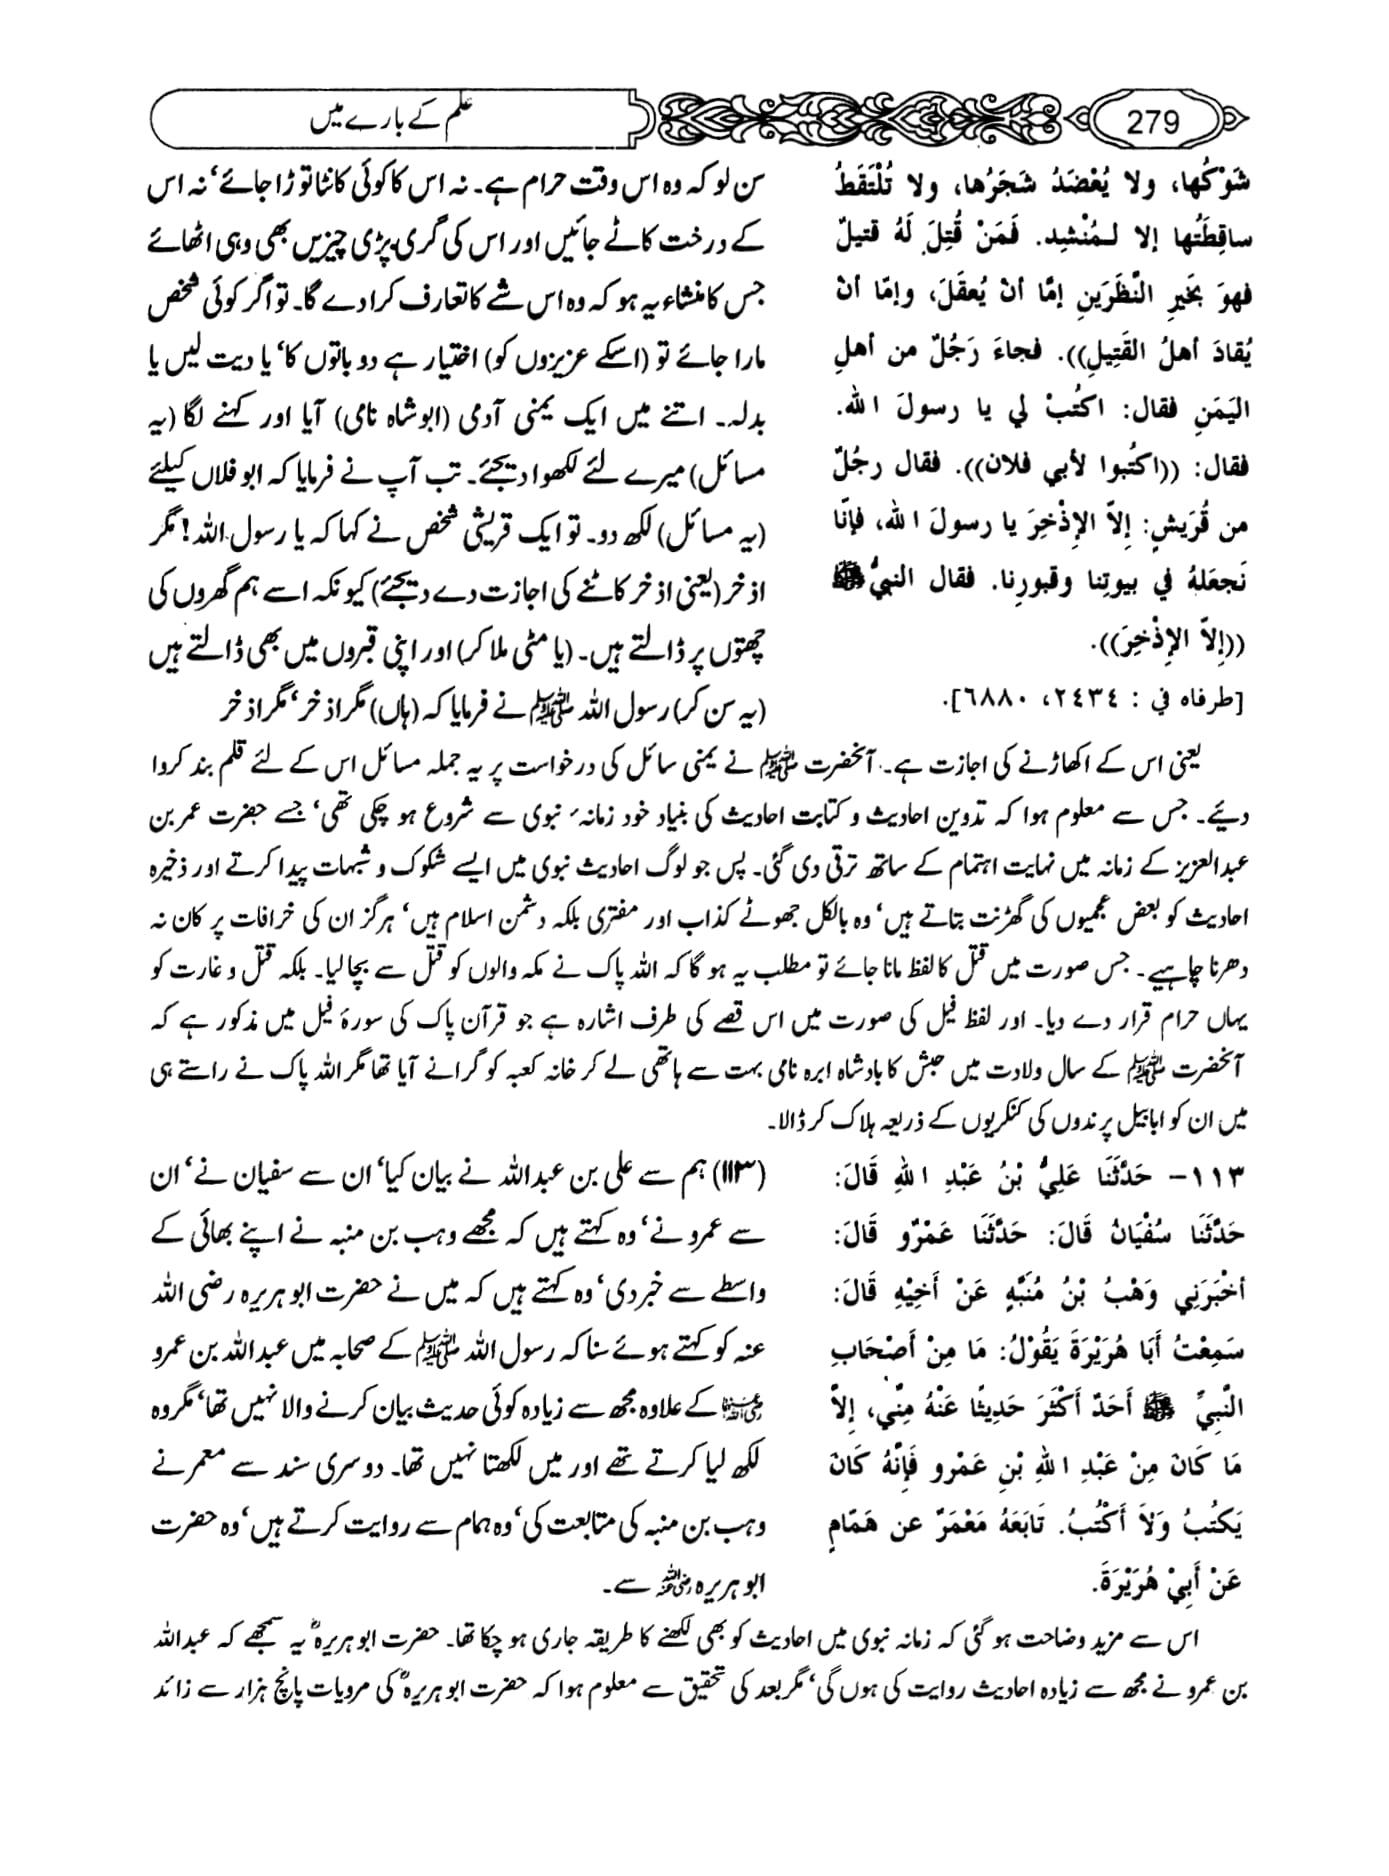 279
علم کے بارے میں
شَوْكُها، ولا يُعْضَدُ شَجَرُها، ولا تُلْتَقَطُ
ساقِطَتُها إلا لـمُنْشِيد. فَمَنْ قُتِلَ لَهُ قتيلٌ
فهوَ بخَيرِ النَّظَرَينِ إمَّا أنْ يُعقَلَ، وإمّا أنْ
يُقادَ أهلُ القَتِيلِ)). فجاءَ رَجُلٌ من أهلِ
اليَمَنِ فقال: اكتُبْ لي يا رسولَ الله.
فقال: ((اكتُبوا لأبي فلان)). فقال رجُلٌ
من قُرَيشٍ: إلاّ الإذْخِرَ يا رسولَ الله، فإنّا
نَجعَلهُ في بيوتِنا وقبورِنا. فقال النبيُّ ﷺ
((إلاّ الإذْخِرَ)).
[طرفاه في : ٢٤٣٤، ٦٨٨٠].
سن لو کہ وہ اس وقت حرام ہے۔ نہ اس کا کوئی کانٹا توڑا جائے‘ نہ اس
کے درخت کاٹے جائیں اور اس کی گری پڑی چیزیں بھی وہی اٹھائے
جس کا منشاء یہ ہو کہ وہ اس شے کا تعارف کرا دے گا۔ تو اگر کوئی شخص
مارا جائے تو (اسکے عزیزوں کو) اختیار ہے دو باتوں کا‘ یا دیت لیں یا
بدلہ۔ اتنے میں ایک یمنی آدمی (ابو شاہ نامی) آیا اور کہنے لگا (یہ
مسائل) میرے لئے لکھوا دیجئے۔ تب آپ نے فرمایا کہ ابو فلاں کیلئے
(یہ مسائل) لکھ دو۔ تو ایک قریشی شخص نے کہا کہ یا رسول اللہ! مگر
اذخر (یعنی اذخر کاٹنے کی اجازت دے دیجئے) کیونکہ اسے ہم گھروں کی
چھتوں پر ڈالتے ہیں۔ (یا مٹی ملا کر) اور اپنی قبروں میں بھی ڈالتے ہیں
(یہ سن کر) رسول اللہ ﷺ نے فرمایا کہ (ہاں) مگر اذخر‘ مگر اذخر
یعنی اس کے اکھاڑنے کی اجازت ہے۔ آنحضرت ﷺ نے یمنی سائل کی درخواست پر یہ جملہ مسائل اس کے لئے قلم بند کروا
دئیے۔ جس سے معلوم ہوا کہ تدوین احادیث و کتابت احادیث کی بنیاد خود زمانہ نبوی سے شروع ہو چکی تھی‘ جسے حضرت عمر بن
عبدالعزیز کے زمانہ میں نہایت اہتمام کے ساتھ ترقی دی گئی۔ پس جو لوگ احادیث نبوی میں ایسے شکوک و شبہات پیدا کرتے اور ذخیرہ
احادیث کو بعض عجمیوں کی گھڑنت بتاتے ہیں‘ وہ بالکل جھوٹے کذاب اور مفتری بلکہ دشمن اسلام ہیں‘ ہرگز ان کی خرافات پر کان نہ
دھرنا چاہیے۔ جس صورت میں قتل کا لفظ مانا جائے تو مطلب یہ ہو گا کہ اللہ پاک نے مکہ والوں کو قتل سے بچا لیا۔ بلکہ قتل و غارت کو
یہاں حرام قرار دے دیا۔ اور لفظ فیل کی صورت میں اس قصے کی طرف اشارہ ہے جو قرآن پاک کی سورۂ فیل میں مذکور ہے کہ
آنحضرت ﷺ کے سال ولادت میں حبش کا بادشاہ ابرہ نامی بہت سے ہاتھی لے کر خانہ کعبہ کو گرانے آیا تھا مگر اللہ پاک نے راستے ہی
میں ان کو ابابیل پرندوں کی کنکریوں کے ذریعہ ہلاک کر ڈالا۔
١١٣- حَدَّثَنَا عَلِيُّ بْنُ عَبْدِ اللهِ قَالَ:
حَدَّثَنَا سُفْيَانُ قَالَ: حَدَّثَنَا عَمْرٌو قَالَ:
أخْبَرَنِي وَهْبُ بْنُ مُنَبِّهٍ عَنْ أَخِيْهِ قَالَ:
سَمِعْتُ أَبَا هُرَيْرَةَ يَقُوْلُ: مَا مِنْ أَصْحَابِ
النَّبِيِّ ﷺ أَحَدٌ أَكْثَرَ حَدِيْثًا عَنْهُ مِنِّي، إِلاَّ
مَا كَانَ مِنْ عَبْدِ اللهِ بْنِ عَمْرٍو فَإِنَّهُ كَانَ
يَكتُبُ وَلاَ أَكْتُبُ. تَابَعَهُ مَعْمَرٌ عن هَمَّامٍ
عَنْ أَبِيْ هُرَيْرَةَ.
(۱۱۳) ہم سے علی بن عبداللہ نے بیان کیا‘ ان سے سفیان نے‘ ان
سے عمرو نے‘ وہ کہتے ہیں کہ مجھے وہب بن منبہ نے اپنے بھائی کے
واسطے سے خبر دی‘ وہ کہتے ہیں کہ میں نے حضرت ابو ہریرہ رضی اللہ
عنہ کو کہتے ہوئے سنا کہ رسول اللہ ﷺ کے صحابہ میں عبداللہ بن عمرو
رضی اللہ عنہما کے علاوہ مجھ سے زیادہ کوئی حدیث بیان کرنے والا نہیں تھا‘ مگر وہ
لکھ لیا کرتے تھے اور میں لکھتا نہیں تھا۔ دوسری سند سے معمر نے
وہب بن منبہ کی متابعت کی‘ وہ ہمام سے روایت کرتے ہیں‘ وہ حضرت
ابو ہریرہ رضی اللہ عنہ سے۔
اس سے مزید وضاحت ہو گئی کہ زمانہ نبوی میں احادیث کو بھی لکھنے کا طریقہ جاری ہو چکا تھا۔ حضرت ابو ہریرہؓ یہ سمجھے کہ عبداللہ
بن عمرو نے مجھ سے زیادہ احادیث روایت کی ہوں گی‘ مگر بعد کی تحقیق سے معلوم ہوا کہ حضرت ابو ہریرہؓ کی مرویات پانچ ہزار سے زائد